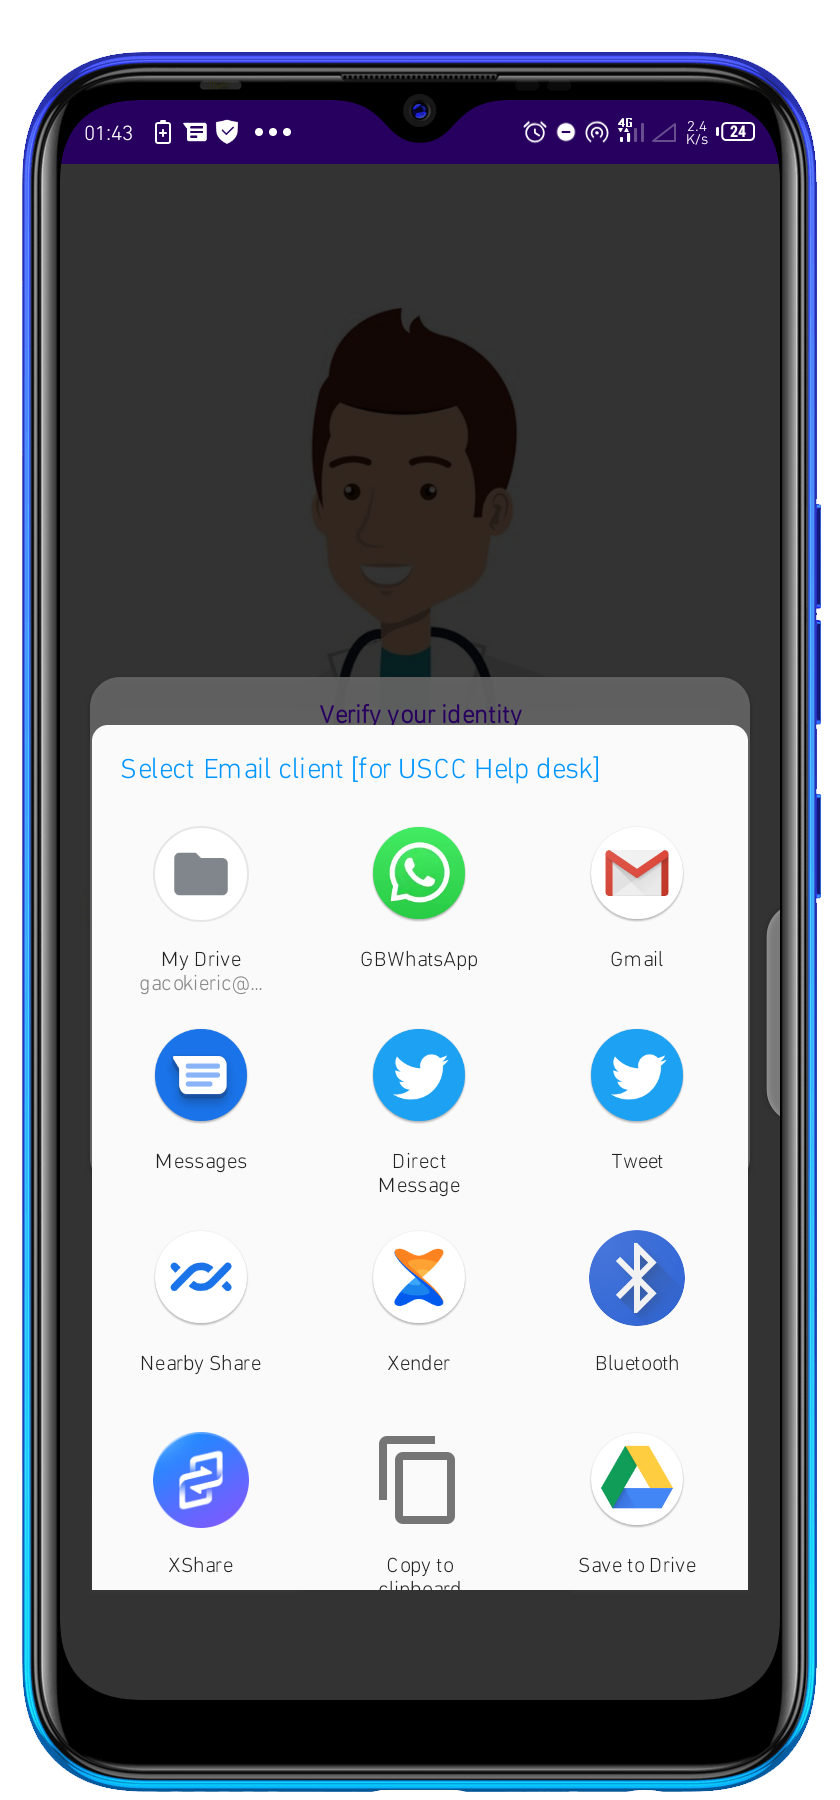 01:43
4G
2.4
K/s
24
Verify your identity
Select Email client [for USCC Help desk]
My Drive
gacokieric@...
GBWhatsApp
Gmail
Messages
Direct
Message
Tweet
Nearby Share
Xender
Bluetooth
XShare
Copy to
clipboard
Save to Drive